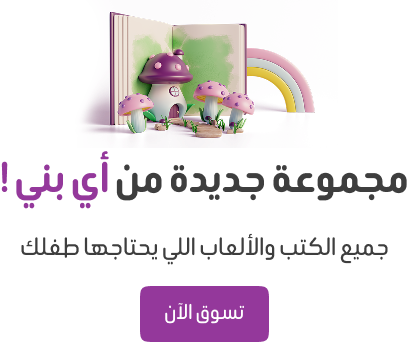 مجموعة جديدة من أي بني !
جميع الكتب والألعاب اللي يحتاجها طفلك
تسوق الآن